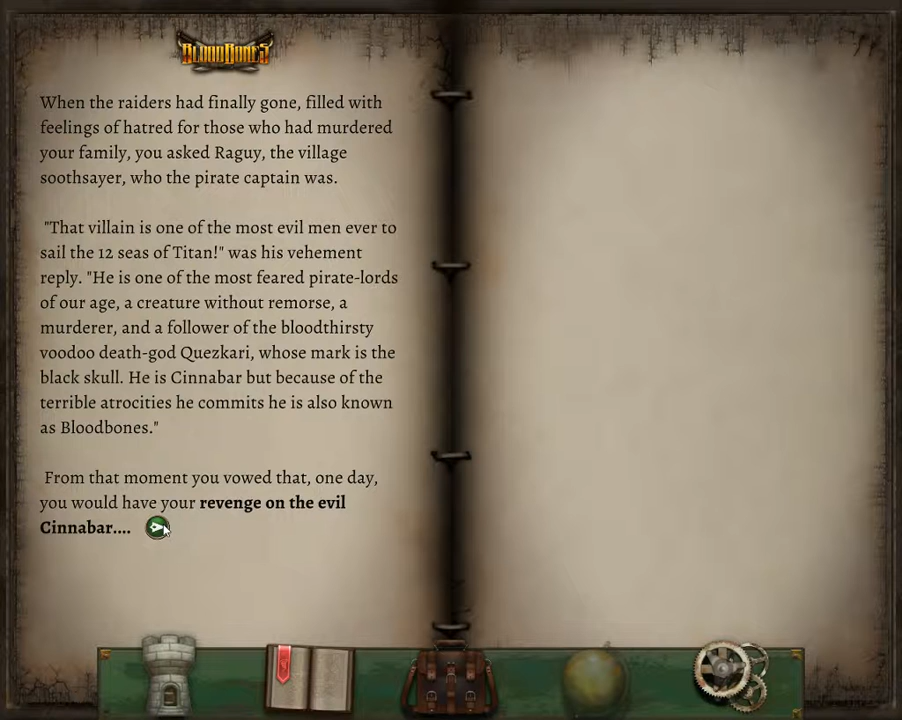 BLOODBONES
When the raiders had finally gone, filled with
feelings of hatred for those who had murdered
your family, you asked Raguy, the village
soothsayer, who the pirate captain was.
"That villain is one of the most evil men ever to
sail the 12 seas of Titan!" was his vehement
reply. "He is one of the most feared pirate-lords
of our age, a creature without remorse, a
murderer, and a follower of the bloodthirsty
voodoo death-god Quezkari, whose mark is the
black skull. He is Cinnabar but because of the
terrible atrocities he commits he is also known
as Bloodbones."
From that moment you vowed that, one day,
you would have your revenge on the evil
Cinnabar....